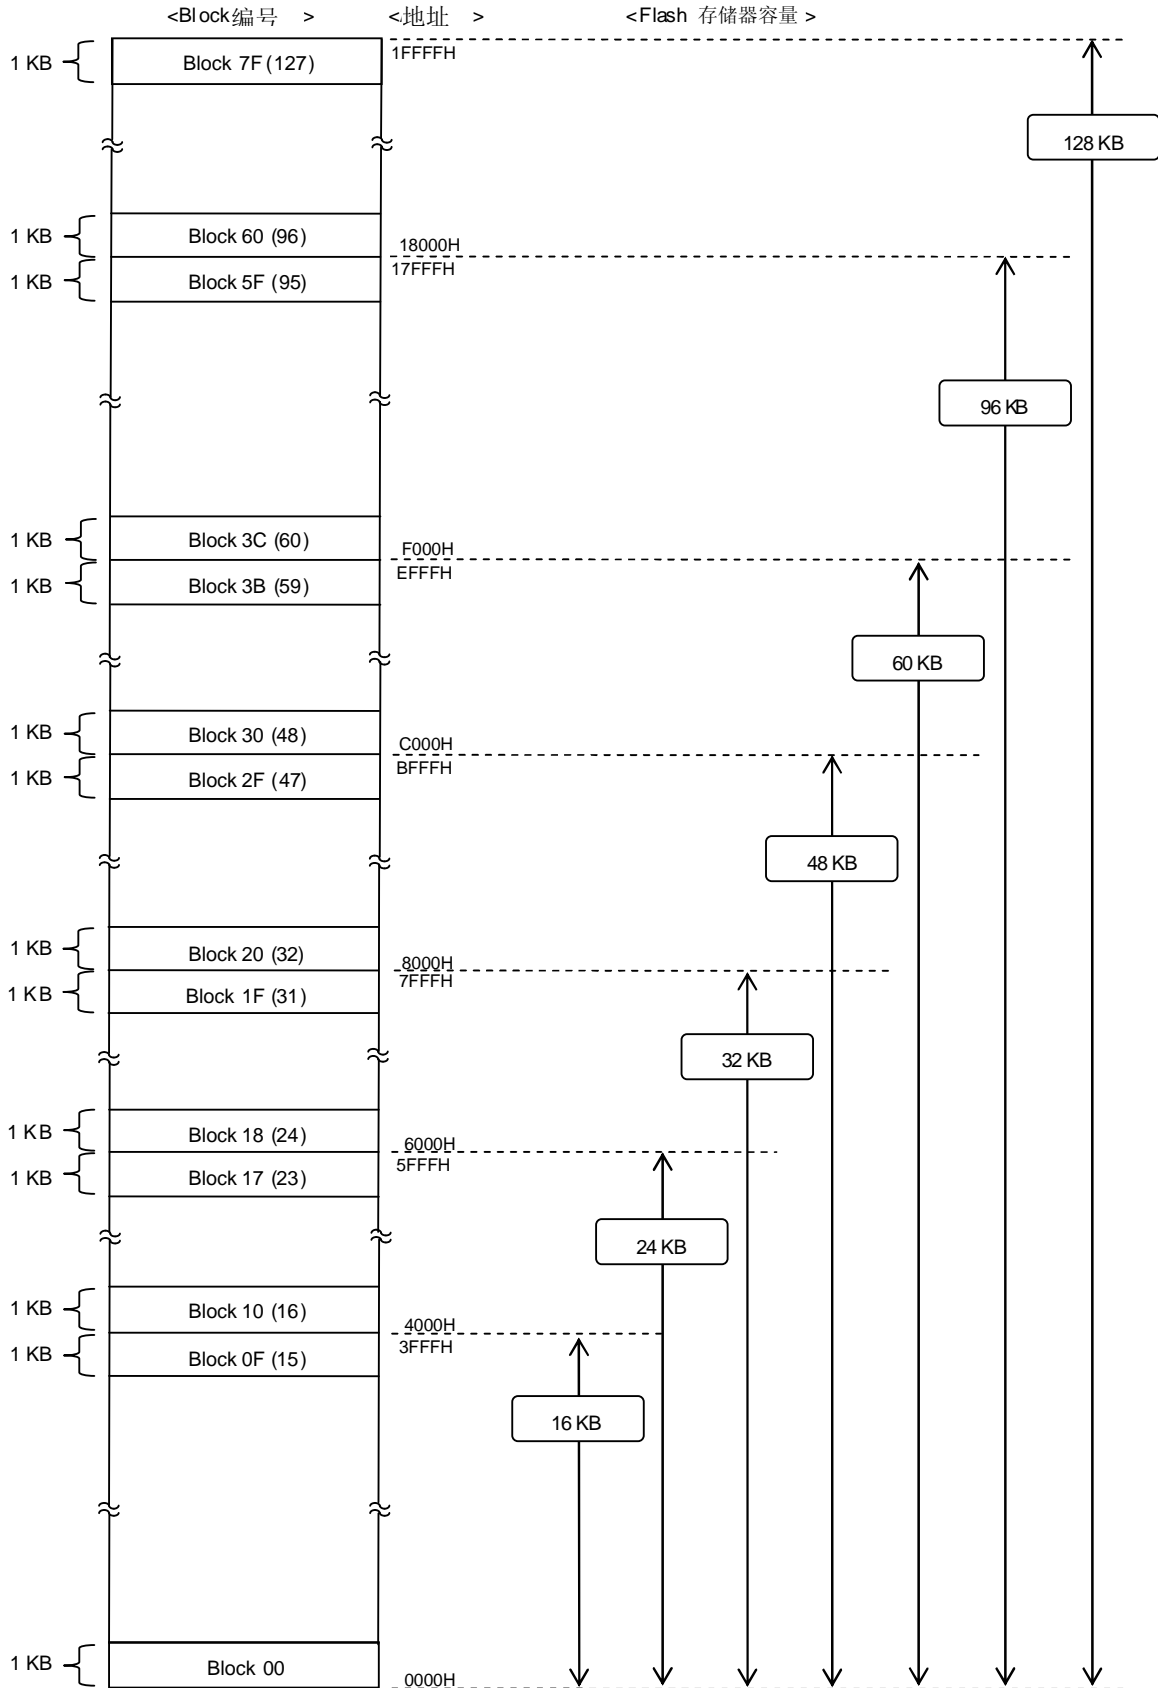 <Block编号 > <地址 > <Flash 存储器容量 >
1FFFFH
1 KB Block 7F (127)
128 KB
1 KB Block 60 (96)
18000H
17FFFH
1 KB Block 5F (95)
96 KB
1 KB Block 3C (60)
F000H
EFFFH
1 KB Block 3B (59)
60 KB
1 KB Block 30 (48)
C000H
BFFFH
1 KB Block 2F (47)
48 KB
1 KB Block 20 (32)
8000H
7FFFH
1 KB Block 1F (31)
32 KB
1 KB Block 18 (24)
6000H
5FFFH
1 KB Block 17 (23)
24 KB
1 KB Block 10 (16)
4000H
3FFFH
1 KB Block 0F (15)
16 KB
1 KB Block 00
0000H